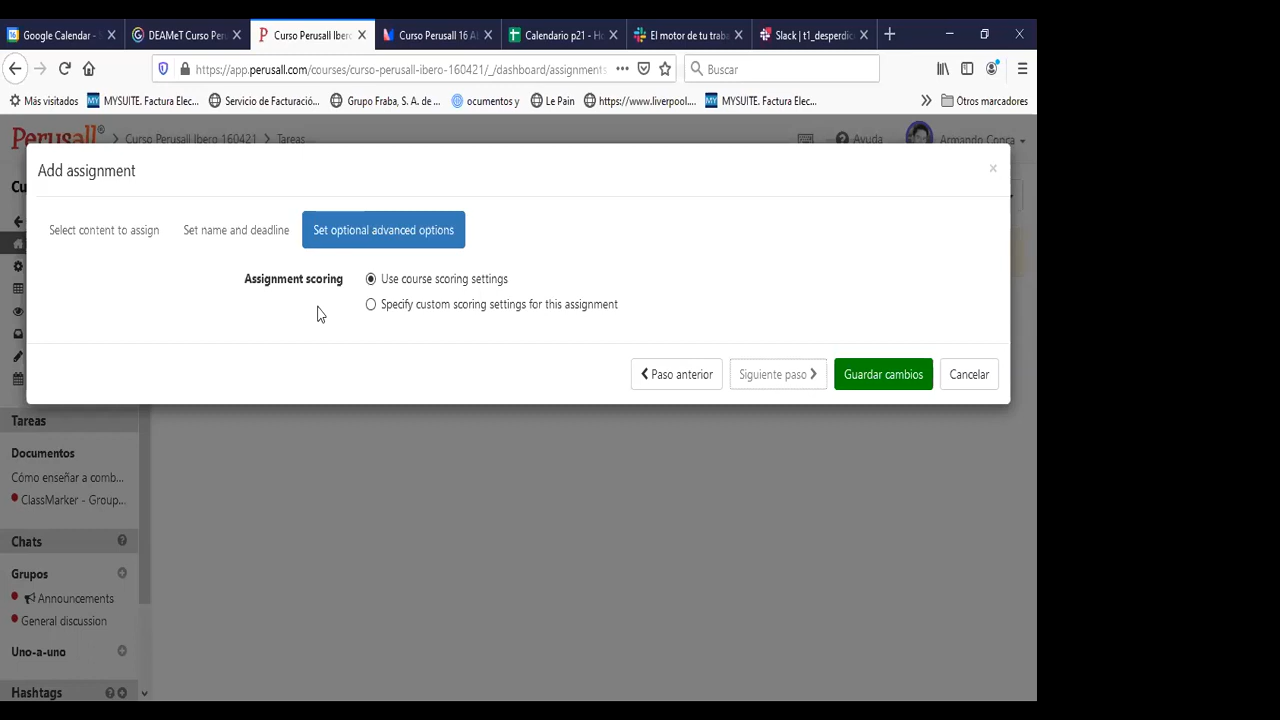 Google Calendar -
DEAMeT Curso Per
Curso Perusall Iber
Curso Perusall 16 A
Calendario p21 - Ho
El motor de tu trab
Slack | t1_desperdic
https://app.perusall.com/courses/curso-perusall-ibero-160421/_/dashboard/assignments
Buscar
Más visitados
MYSUITE. Factura Elec...
Servicio de Facturació...
Grupo Fraba, S. A. de ...
ocumentos y
Le Pain
https://www.liverpool....
MYSUITE. Factura Elec...
Otros marcadores
Perusall®
Curso Perusall Ibero 160421
Tareas
Ayuda
Armando Conca
Cu
Add assignment
×
Select content to assign
Set name and deadline
Set optional advanced options
Assignment scoring
Use course scoring settings
Specify custom scoring settings for this assignment
Paso anterior
Siguiente paso
Guardar cambios
Cancelar
Tareas
Documentos
Cómo enseñar a comb...
ClassMarker - Group...
Chats
Grupos
Announcements
General discussion
Uno-a-uno
Hashtags